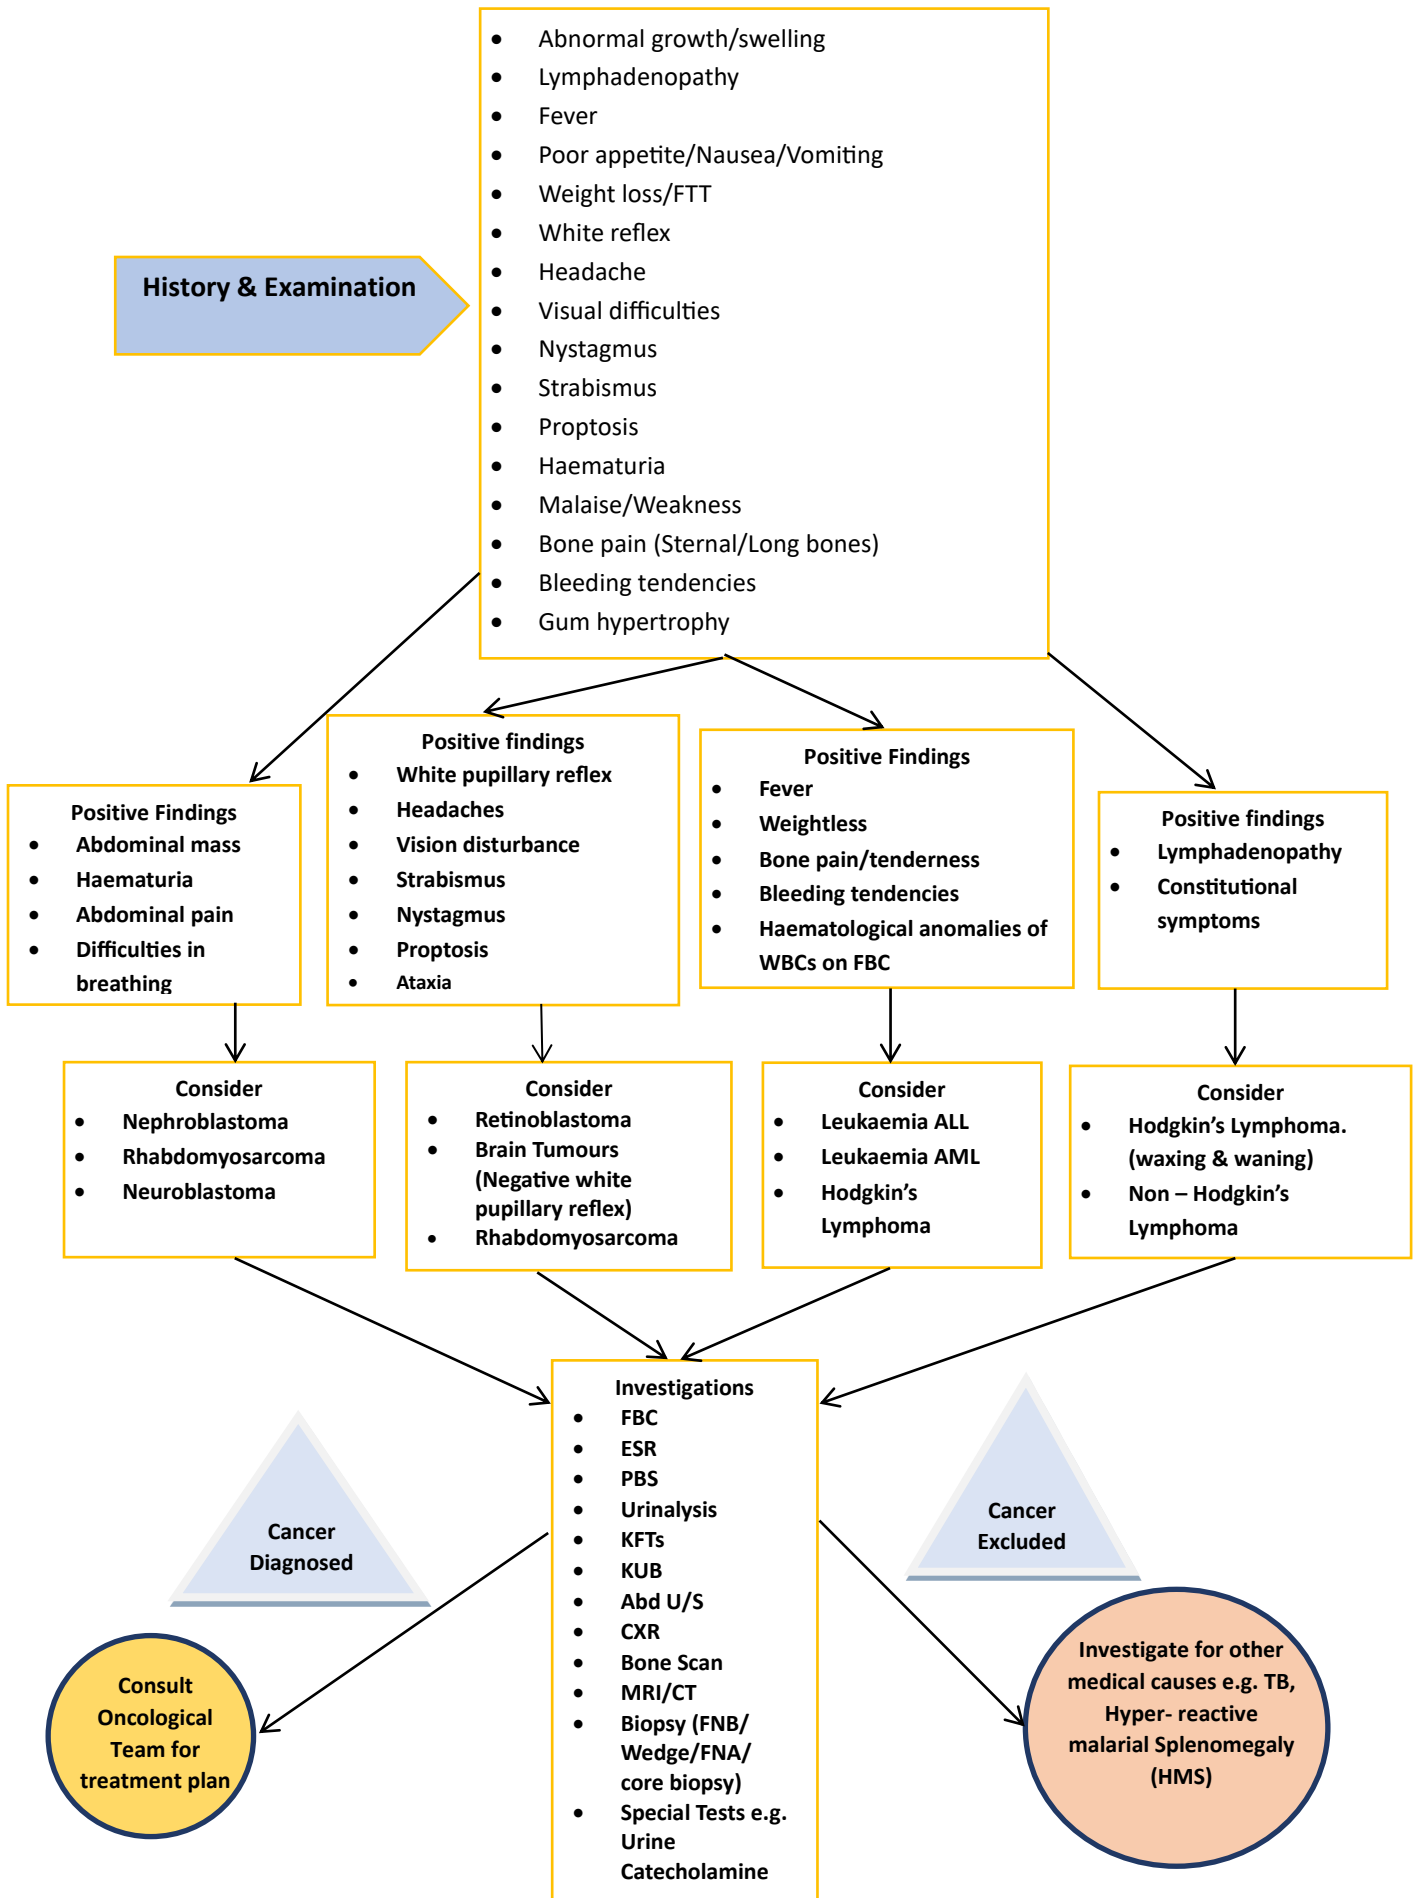 History & Examination
Abnormal growth/swelling
Lymphadenopathy
Fever
Poor appetite/Nausea/Vomiting
Weight loss/FTT
White reflex
Headache
Visual difficulties
Nystagmus
Strabismus
Proptosis
Haematuria
Malaise/Weakness
Bone pain (Sternal/Long bones)
Bleeding tendencies
Gum hypertrophy
Positive Findings
Abdominal mass
Haematuria
Abdominal pain
Difficulties in
breathing
Positive findings
White pupillary reflex
Headaches
Vision disturbance
Strabismus
Nystagmus
Proptosis
Ataxia
Positive Findings
Fever
Weightless
Bone pain/tenderness
Bleeding tendencies
Haematological anomalies of
WBCs on FBC
Positive findings
Lymphadenopathy
Constitutional
symptoms
Consider
Nephroblastoma
Rhabdomyosarcoma
Neuroblastoma
Consider
Retinoblastoma
Brain Tumours
(Negative white
pupillary reflex)
Rhabdomyosarcoma
Consider
Leukaemia ALL
Leukaemia AML
Hodgkin’s
Lymphoma
Consider
Hodgkin’s Lymphoma.
(waxing & waning)
Non – Hodgkin’s
Lymphoma
Investigations
FBC
ESR
PBS
Urinalysis
KFTs
KUB
Abd U/S
CXR
Bone Scan
MRI/CT
Biopsy (FNB/
Wedge/FNA/
core biopsy)
Special Tests e.g.
Urine
Catecholamine
Cancer
Diagnosed
Consult
Oncological
Team for
treatment plan
Cancer
Excluded
Investigate for other
medical causes e.g. TB,
Hyper- reactive
malarial Splenomegaly
(HMS)